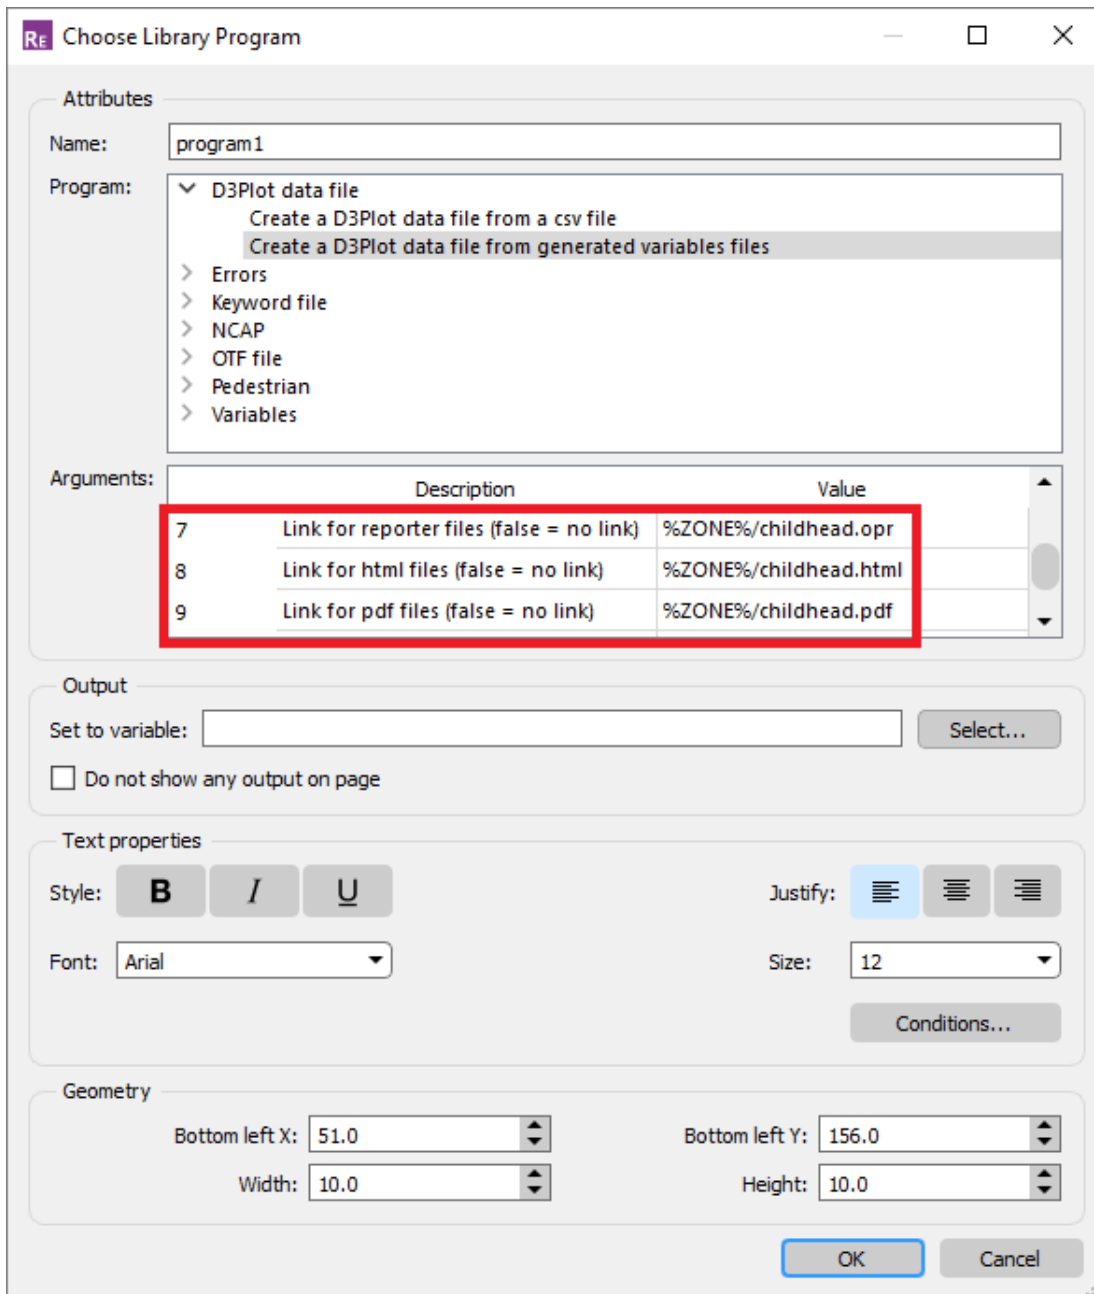 RE Choose Library Program
Attributes
Name: program1
Program: D3Plot data file
Create a D3Plot data file from a csv file
Create a D3Plot data file from generated variables files
Errors
Keyword file
NCAP
OTF file
Pedestrian
Variables
Arguments: Description Value
7 Link for reporter files (false = no link) %ZONE%/childhead.opr
8 Link for html files (false = no link) %ZONE%/childhead.html
9 Link for pdf files (false = no link) %ZONE%/childhead.pdf
Output
Set to variable: Select...
Do not show any output on page
Text properties
Style: B I U Justify:
Font: Arial Size: 12
Conditions...
Geometry
Bottom left X: 51.0 Bottom left Y: 156.0
Width: 10.0 Height: 10.0
OK Cancel